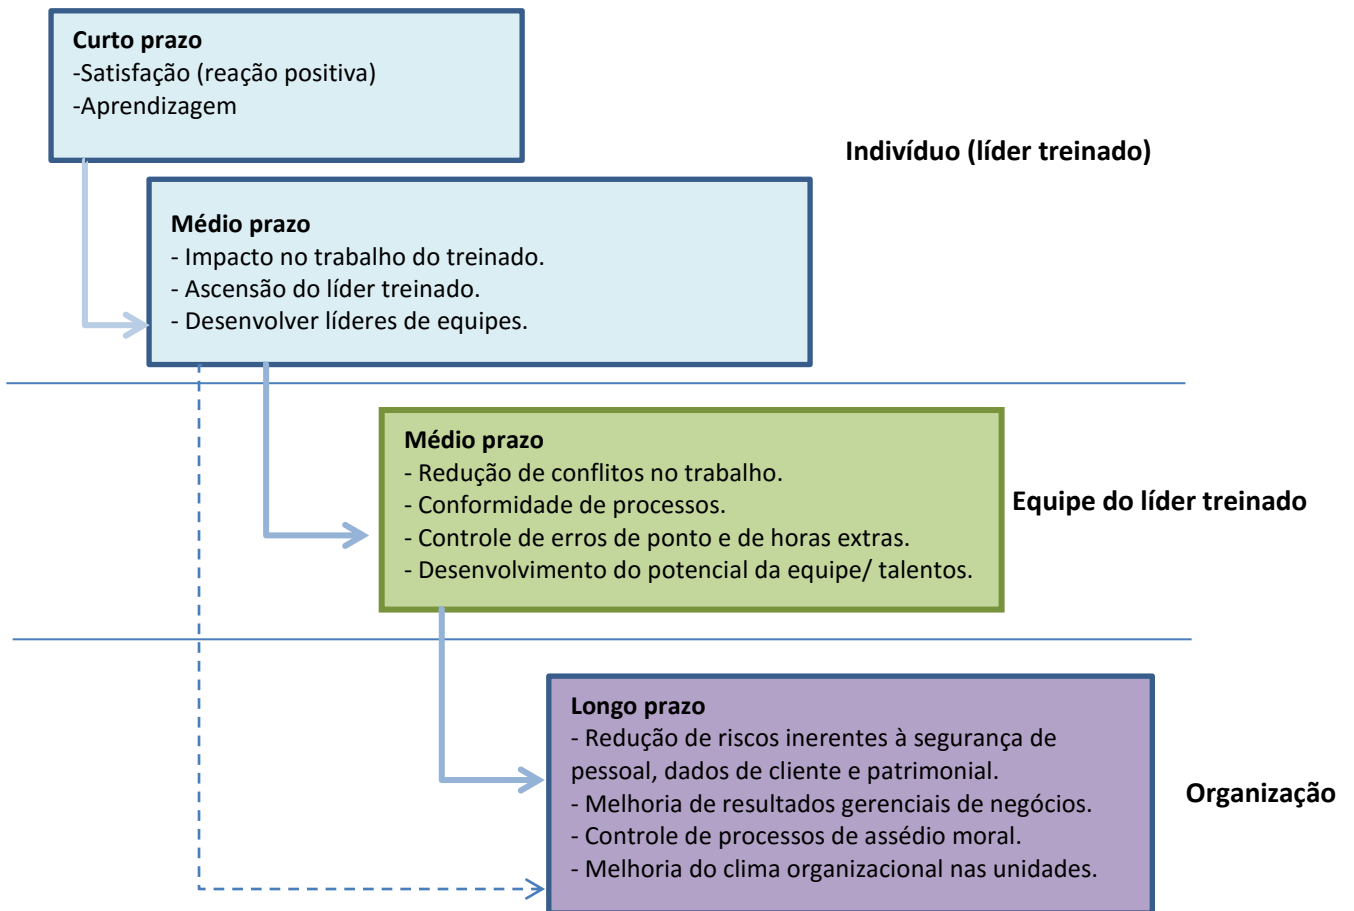 Curto prazo
-Satisfação (reação positiva)
-Aprendizagem
Indivíduo (líder treinado)
Médio prazo
- Impacto no trabalho do treinado.
- Ascensão do líder treinado.
- Desenvolver líderes de equipes.
Médio prazo
- Redução de conflitos no trabalho.
- Conformidade de processos.
- Controle de erros de ponto e de horas extras.
- Desenvolvimento do potencial da equipe/ talentos.
Equipe do líder treinado
Longo prazo
- Redução de riscos inerentes à segurança de
pessoal, dados de cliente e patrimonial.
- Melhoria de resultados gerenciais de negócios.
- Controle de processos de assédio moral.
- Melhoria do clima organizacional nas unidades.
Organização